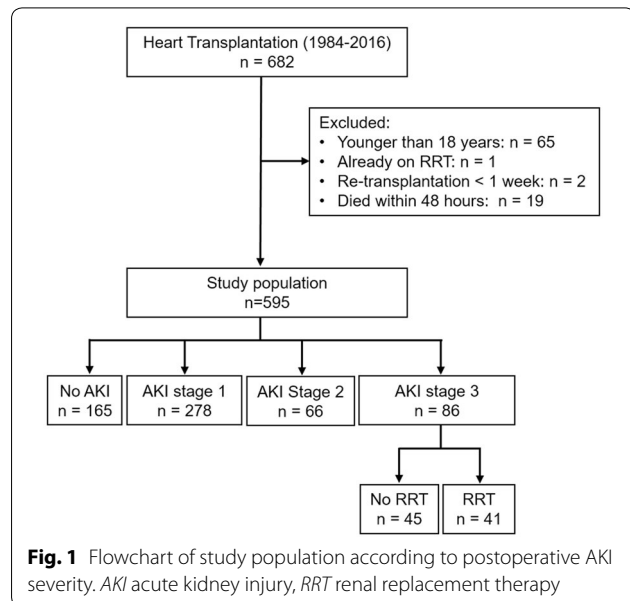 Heart Transplantation (1984-2016)
n = 682
Excluded:
• Younger than 18 years: n = 65
• Already on RRT: n = 1
• Re-transplantation < 1 week: n = 2
• Died within 48 hours: n = 19
Study population
n=595
No AKI
n = 165
AKI stage 1
n = 278
AKI Stage 2
n = 66
AKI stage 3
n = 86
No RRT
n = 45
RRT
n = 41
Fig. 1 Flowchart of study population according to postoperative AKI
severity. AKI acute kidney injury, RRT renal replacement therapy